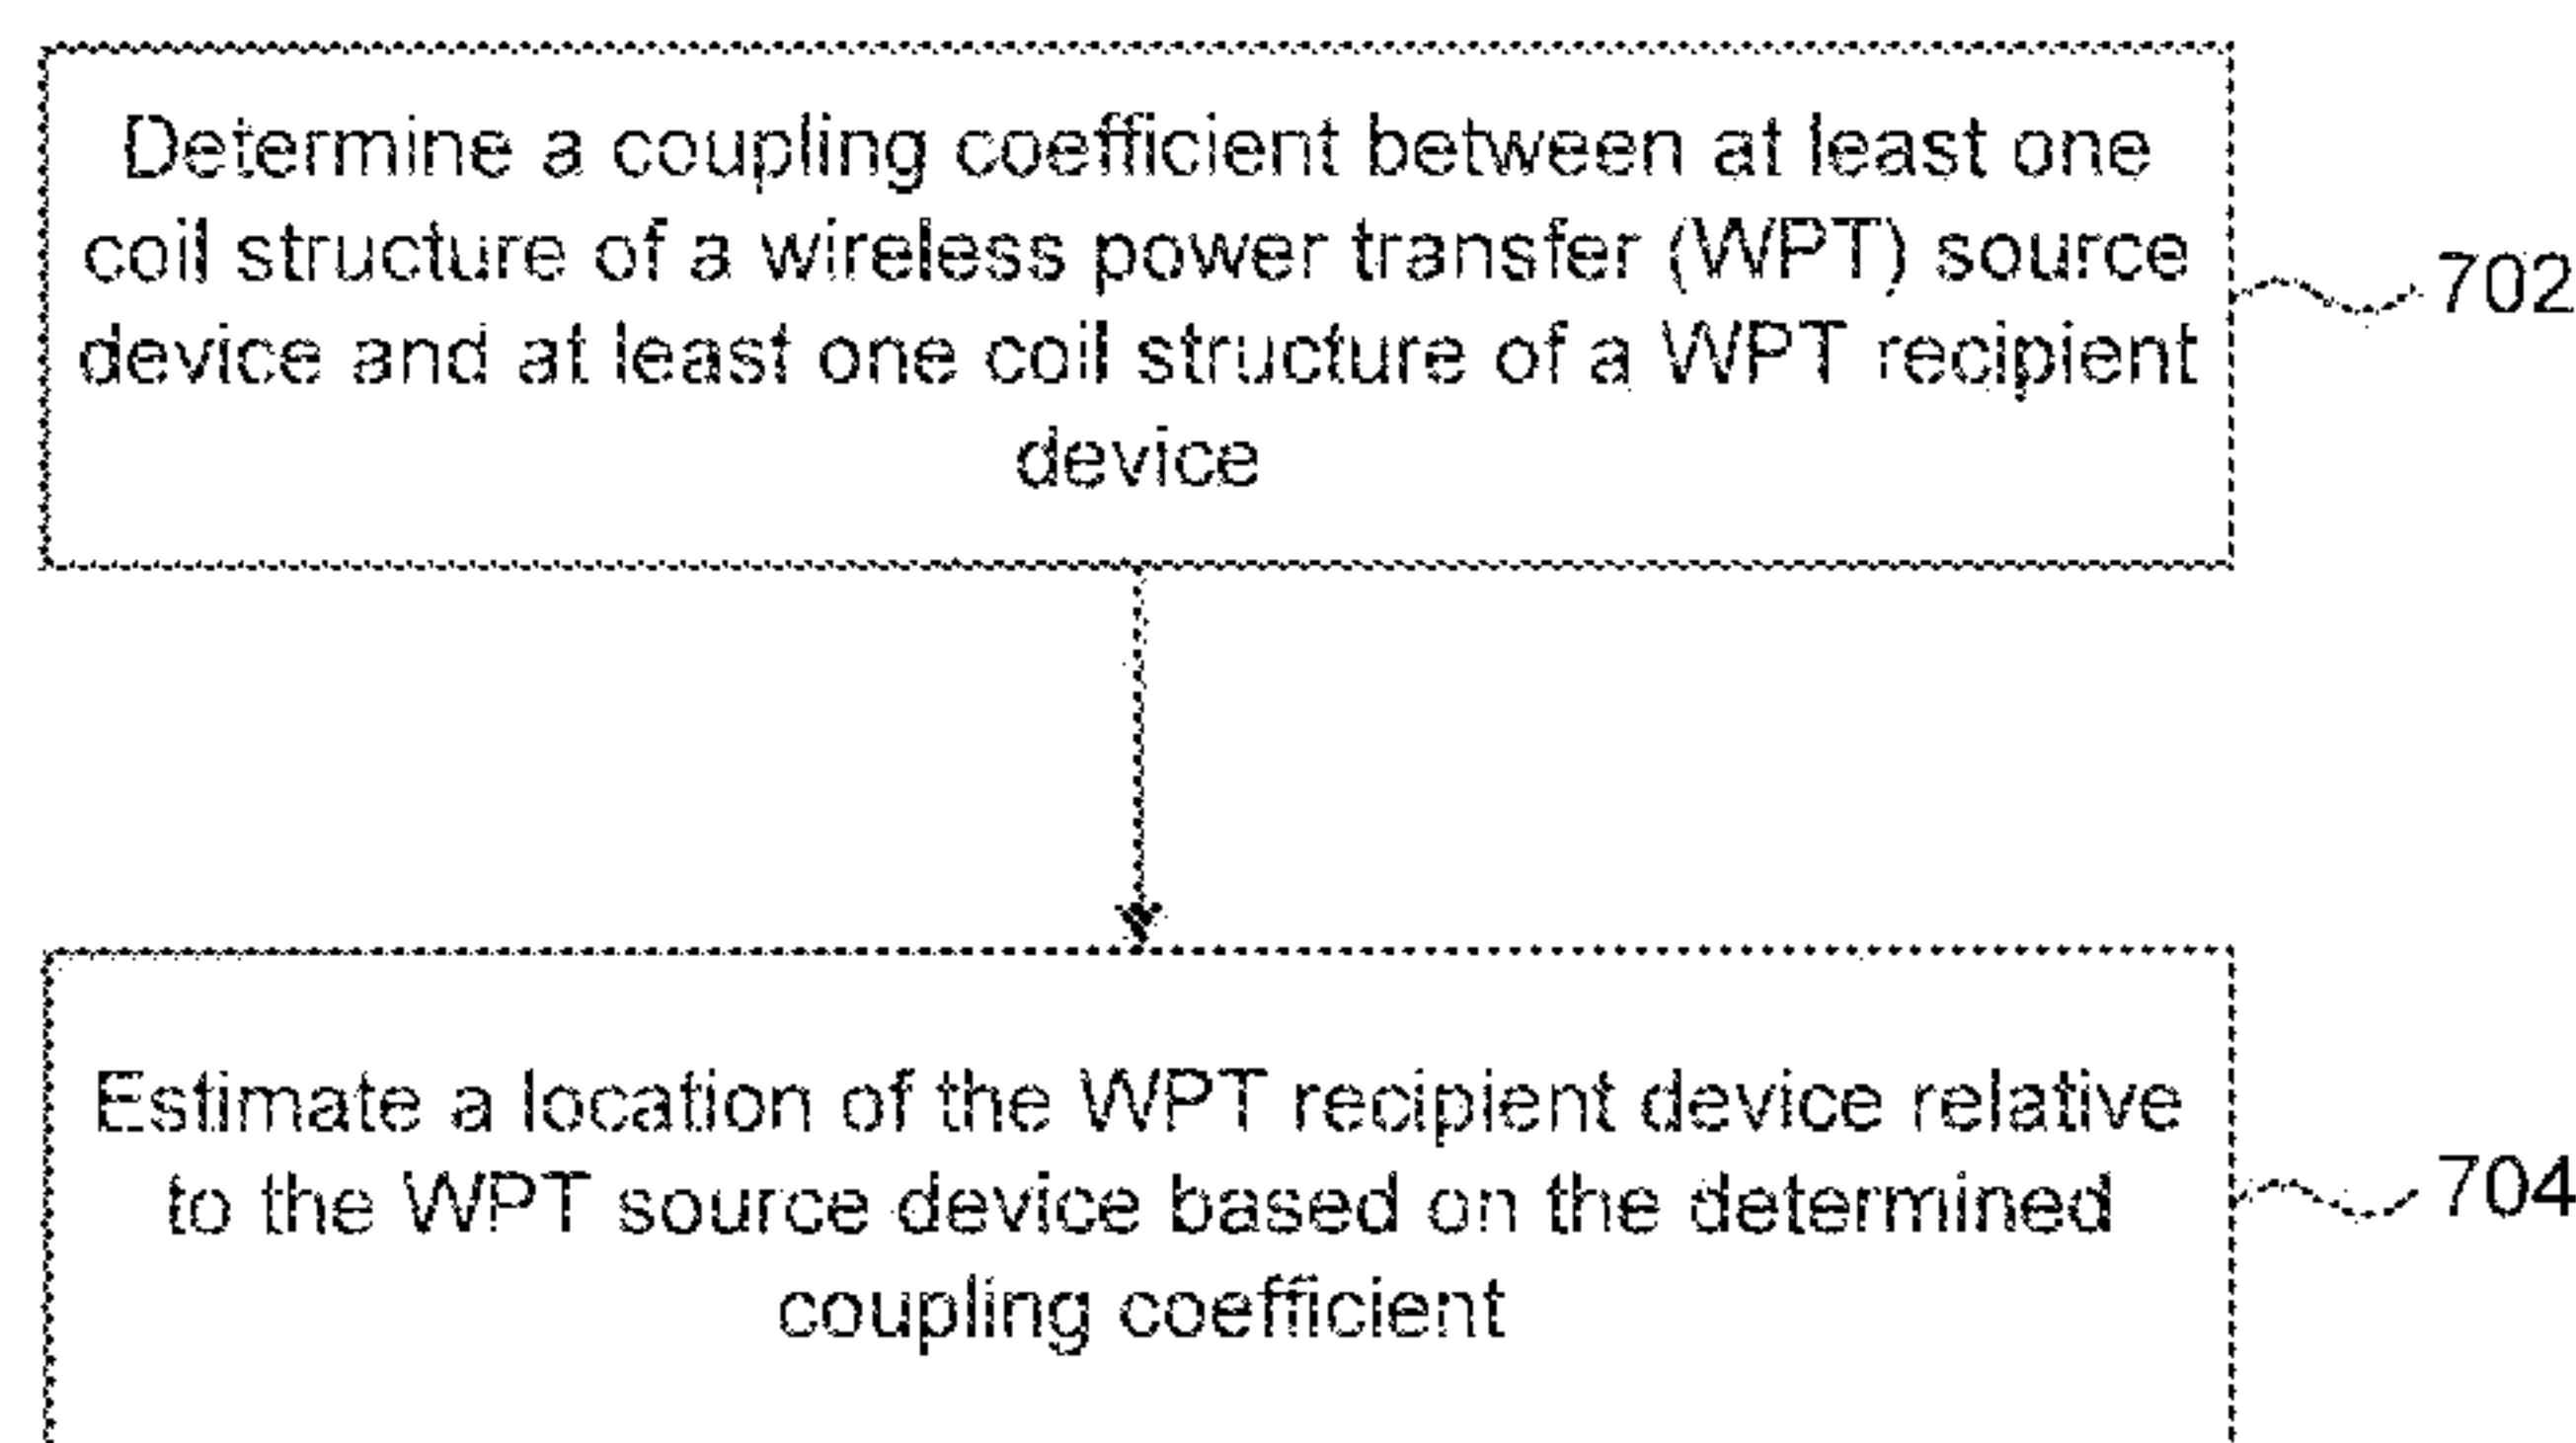 Determine a coupling coefficient between at least one
coil structure of a wireless power transfer (WPT) source
device and at least one coil structure of a WPT recipient
device
702
Estimate a location of the WPT recipient device relative
to the WPT source device based on the determined
coupling coefficient
704